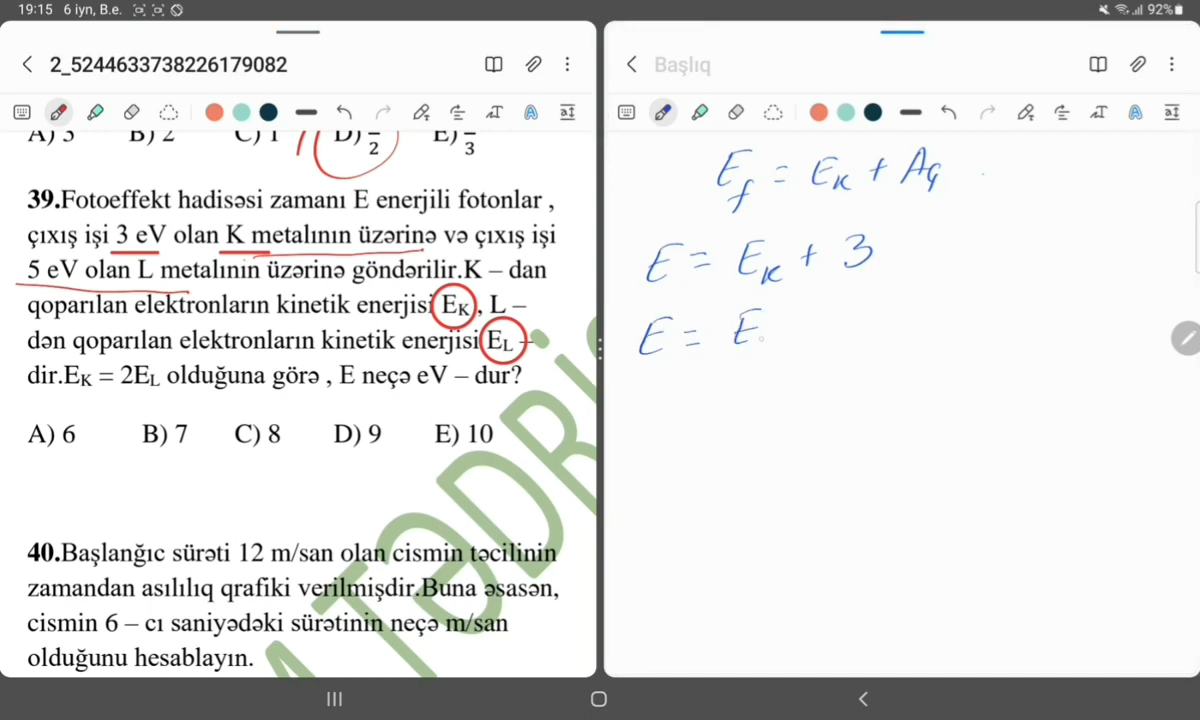 19:15 6 iyn, B.e. 92%
2_5244633738226179082
A) 3 B) 2 C) 1 D) 2 E) 3
39.Fotoeffekt hadisəsi zamanı E enerjili fotonlar ,
çıxış işi 3 eV olan K metalının üzərinə və çıxış işi
5 eV olan L metalının üzərinə göndərilir.K – dan
qoparılan elektronların kinetik enerjisi EK, L –
dən qoparılan elektronların kinetik enerjisi EL –
dir.EK = 2EL olduğuna görə , E neçə eV – dur?
A) 6 B) 7 C) 8 D) 9 E) 10
40.Başlanğıc sürəti 12 m/san olan cismin təcilinin
zamandan asılılıq qrafiki verilmişdir.Buna əsasən,
cismin 6 – cı saniyədəki sürətinin neçə m/san
olduğunu hesablayın.
Başlıq
Ef = EK + Aç
E = EK + 3
E = E